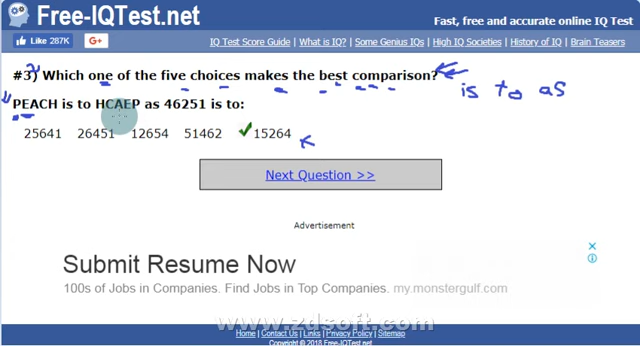 Free-IQTest.net
Fast, free and accurate online IQ Test
Like 287K G+ IQ Test Score Guide | What is IQ? | Some Genius IQs | High IQ Societies | History of IQ | Brain Teasers
#3) Which one of the five choices makes the best comparison?
is to as
PEACH is to HCAEP as 46251 is to:
25641 26451 12654 51462 15264
Next Question >>
Advertisement
Submit Resume Now
100s of Jobs in Companies. Find Jobs in Top Companies. my.monstergulf.com
www.zdsoft.com
Home | Contact Us | Links | Privacy Policy | Sitemap
Copyright © 2018 Free-IQTest.net